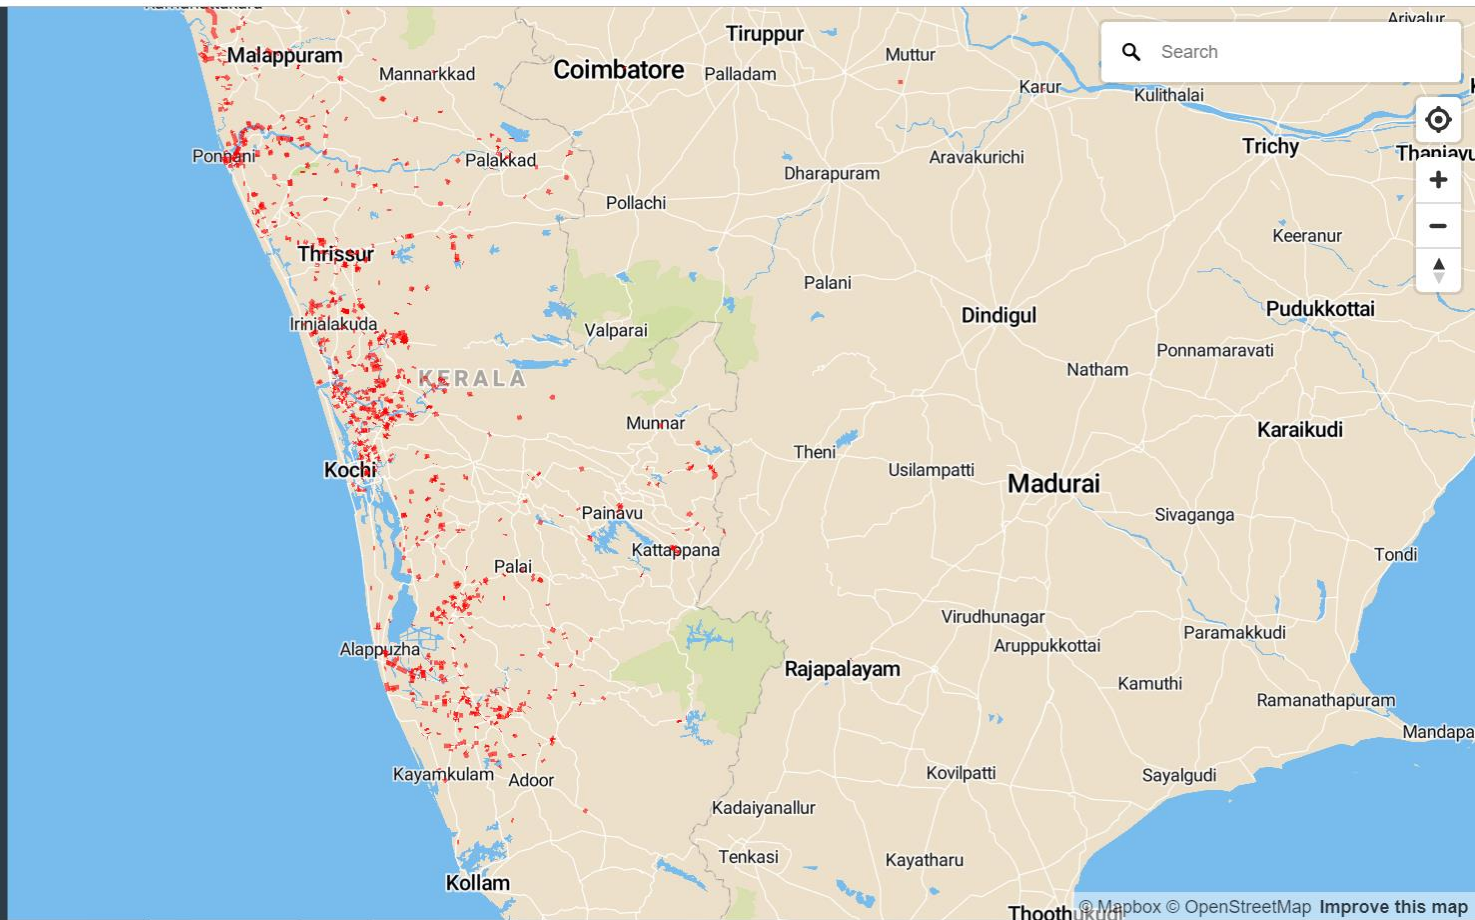 Tiruppur
Ariyalur
Malappuram
Muttur
Search
Mannarkkad
Coimbatore
Palladam
Karur
Kulithalai
Ponnani
Palakkad
Aravakurichi
Trichy
Thanjavu
Dharapuram
Pollachi
Keeranur
Thrissur
Palani
Dindigul
Pudukkottai
Irinjalakuda
Valparai
Ponnamaravati
Natham
KERALA
Munnar
Karaikudi
Theni
Usilampatti
Kochi
Madurai
Painavu
Sivaganga
Kattappana
Tondi
Palai
Virudhunagar
Paramakkudi
Alappuzha
Aruppukkottai
Rajapalayam
Kamuthi
Ramanathapuram
Mandapa
Kayamkulam
Adoor
Kovilpatti
Sayalgudi
Kadaiyanallur
Tenkasi
Kayatharu
Kollam
Thoothukudi
© Mapbox © OpenStreetMap Improve this map